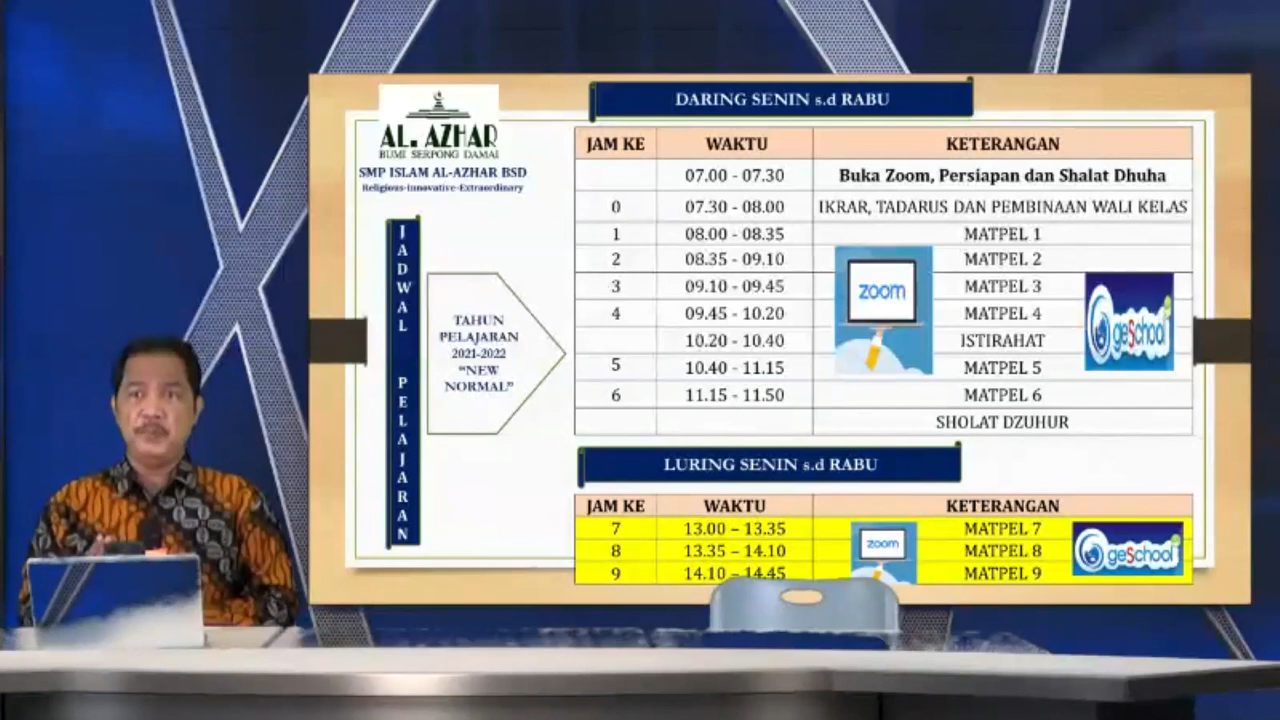 AL. AZHAR
BUMI SERPONG DAMAI
SMP ISLAM AL-AZHAR BSD
Religious-Innovative-Extraordinary
JADWAL PELAJARAN
TAHUN
PELAJARAN
2021-2022
“NEW
NORMAL”
DARING SENIN s.d RABU
JAM KE WAKTU KETERANGAN
07.00 - 07.30 Buka Zoom, Persiapan dan Shalat Dhuha
0 07.30 - 08.00 IKRAR, TADARUS DAN PEMBINAAN WALI KELAS
1 08.00 - 08.35 MATPEL 1
2 08.35 - 09.10 MATPEL 2
3 09.10 - 09.45 MATPEL 3
4 09.45 - 10.20 MATPEL 4
10.20 - 10.40 ISTIRAHAT
5 10.40 - 11.15 MATPEL 5
6 11.15 - 11.50 MATPEL 6
SHOLAT DZUHUR
zoom
geSchool
LURING SENIN s.d RABU
JAM KE WAKTU KETERANGAN
7 13.00 – 13.35 MATPEL 7
8 13.35 – 14.10 MATPEL 8
9 14.10 – 14.45 MATPEL 9
zoom
geSchool